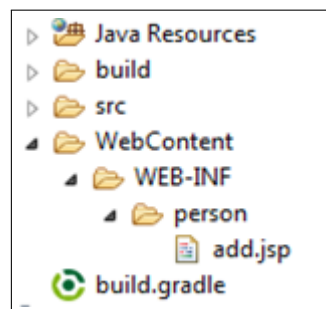 Java Resources
build
src
WebContent
WEB-INF
person
add.jsp
build.gradle